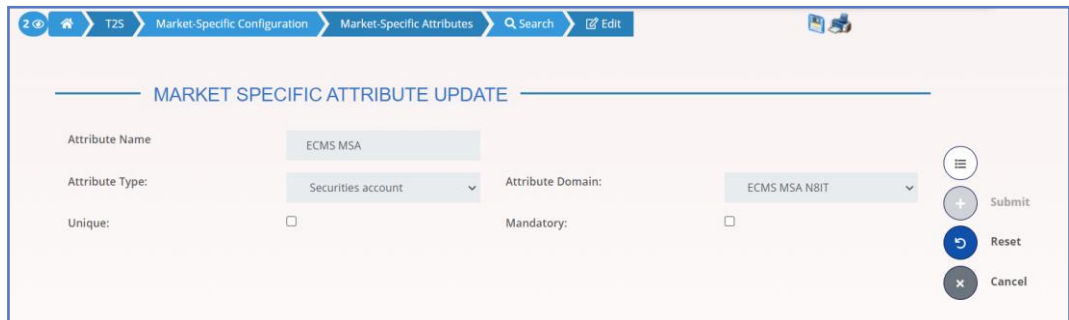 2 T2S Market-Specific Configuration Market-Specific Attributes Search Edit
MARKET SPECIFIC ATTRIBUTE UPDATE
Attribute Name ECMS MSA
Attribute Type: Securities account Attribute Domain: ECMS MSA N8IT
Unique: Mandatory:
Submit
Reset
Cancel